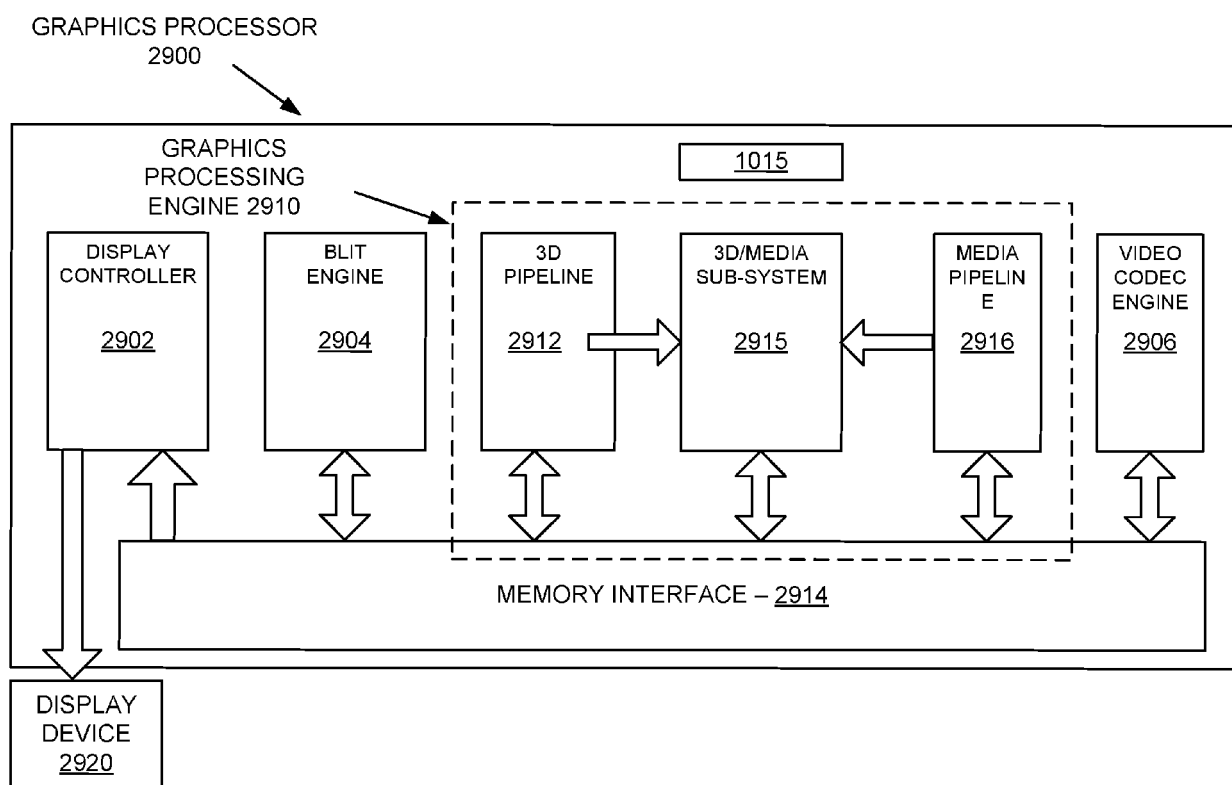 GRAPHICS PROCESSOR
2900
GRAPHICS
PROCESSING
ENGINE 2910
1015
DISPLAY
CONTROLLER
2902
BLIT
ENGINE
2904
3D
PIPELINE
2912
3D/MEDIA
SUB-SYSTEM
2915
MEDIA
PIPELIN
E
2916
VIDEO
CODEC
ENGINE
2906
MEMORY INTERFACE – 2914
DISPLAY
DEVICE
2920